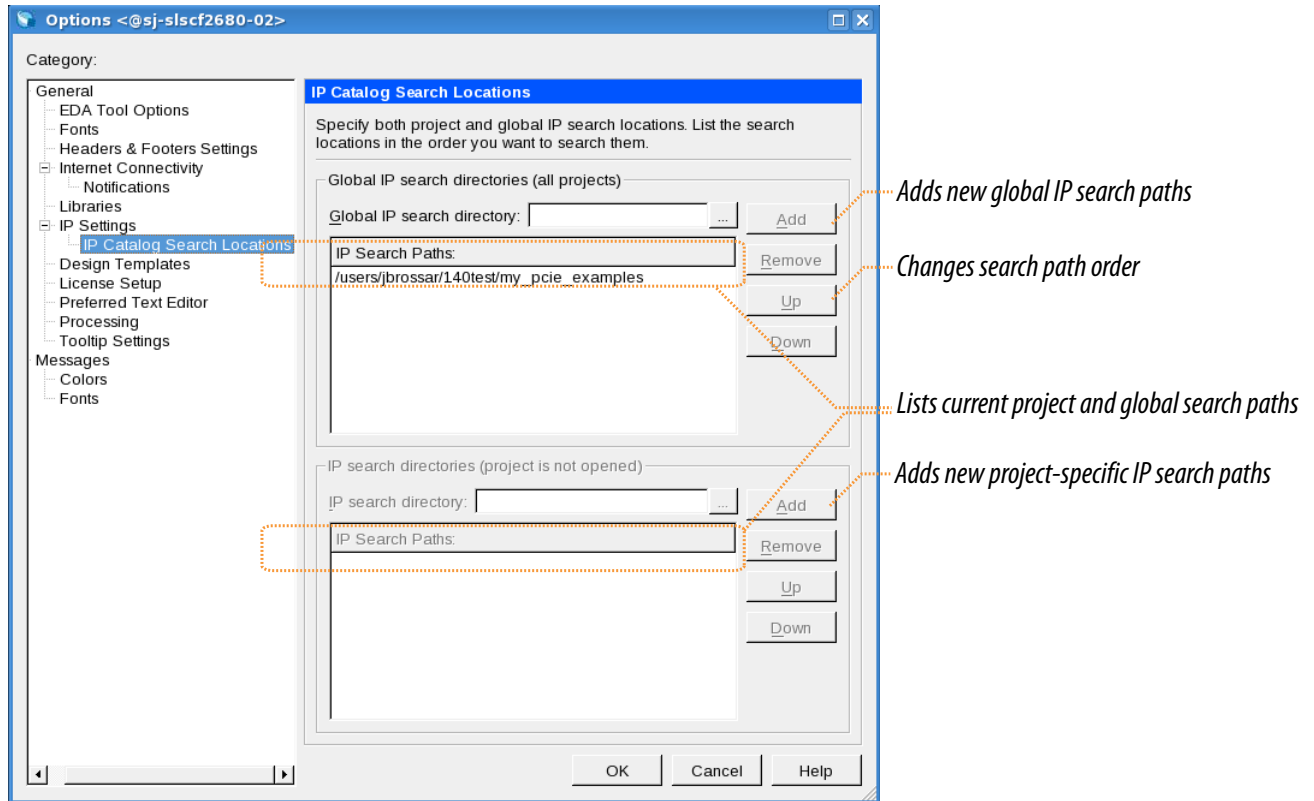 Options <@sj-slscf2680-02>
Category:
General
EDA Tool Options
Fonts
Headers & Footers Settings
Internet Connectivity
Notifications
Libraries
IP Settings
IP Catalog Search Locations
Design Templates
License Setup
Preferred Text Editor
Processing
Tooltip Settings
Messages
Colors
Fonts
IP Catalog Search Locations
Specify both project and global IP search locations. List the search
locations in the order you want to search them.
Global IP search directories (all projects)
Global IP search directory:
...
Add
IP Search Paths:
/users/jbrossar/140test/my_pcie_examples
Remove
Up
Down
IP search directories (project is not opened)
IP search directory:
...
Add
IP Search Paths:
Remove
Up
Down
OK
Cancel
Help
Adds new global IP search paths
Changes search path order
Lists current project and global search paths
Adds new project-specific IP search paths